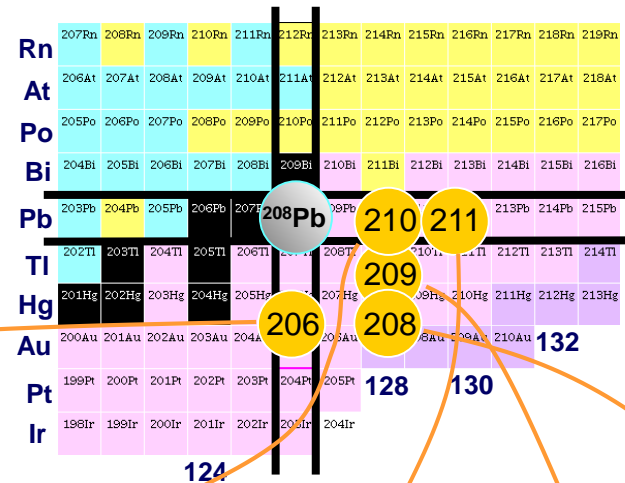 Rn 207Rn 208Rn 209Rn 210Rn 211Rn 212Rn 213Rn 214Rn 215Rn 216Rn 217Rn 218Rn 219Rn
At 206At 207At 208At 209At 210At 211At 212At 213At 214At 215At 216At 217At 218At
Po 205Po 206Po 207Po 208Po 209Po 210Po 211Po 212Po 213Po 214Po 215Po 216Po 217Po
Bi 204Bi 205Bi 206Bi 207Bi 208Bi 209Bi 210Bi 211Bi 212Bi 213Bi 214Bi 215Bi 216Bi
Pb 203Pb 204Pb 205Pb 206Pb 208Pb 210 211 213Pb 214Pb 215Pb
Tl 202Tl 203Tl 204Tl 205Tl 206Tl 208Tl 209 212Tl 213Tl 214Tl
Hg 201Hg 202Hg 203Hg 204Hg 205Hg 206 207Hg 208 210Hg 211Hg 212Hg 213Hg
Au 200Au 201Au 202Au 203Au 209Au 210Au 132
Pt 199Pt 200Pt 201Pt 202Pt 203Pt 204Pt 205Pt 128 130
Ir 198Ir 199Ir 200Ir 201Ir 202Ir 203Ir 204Ir
124